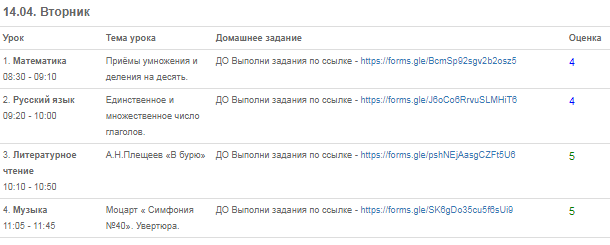 14.04. Вторник
Урок Тема урока Домашнее задание Оценка
1. Математика Приёмы умножения и ДО Выполни задания по ссылке - https://forms.gle/BcmSp92sgv2b2osz5 4
08:30 - 09:10 деления на десять.
2. Русский язык Единственное и ДО Выполни задания по ссылке - https://forms.gle/J6oCo6RrvuSLMHiT6 4
09:20 - 10:00 множественное число
глаголов.
3. Литературное А.Н.Плещеев «В бурю» ДО Выполни задания по ссылке - https://forms.gle/pshNEjAasgCZFt5U6 5
чтение
10:10 - 10:50
4. Музыка Моцарт « Симфония ДО Выполни задания по ссылке - https://forms.gle/SK6gDo35cu5f6sUi9 5
11:05 - 11:45 №40». Увертюра.